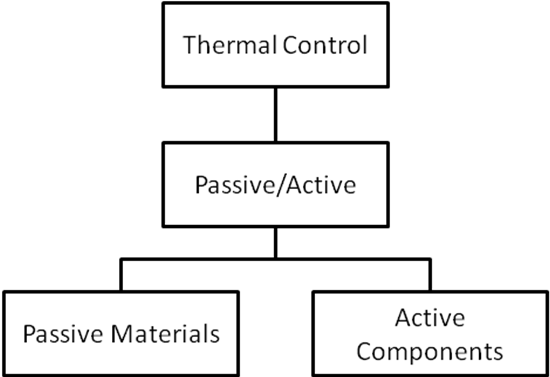 Thermal Control
Passive/Active
Passive Materials
Active
Components